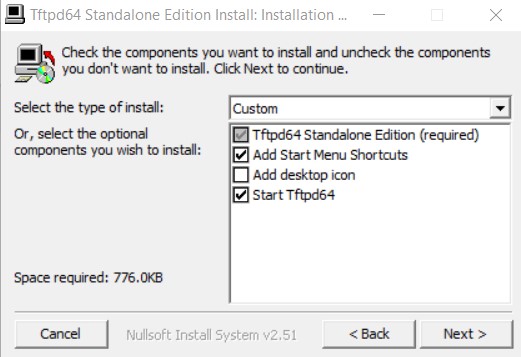 Tftpd64 Standalone Edition Install: Installation ...
Check the components you want to install and uncheck the components
you don't want to install. Click Next to continue.
Select the type of install:
Custom
Or, select the optional
components you wish to install:
Tftpd64 Standalone Edition (required)
Add Start Menu Shortcuts
Add desktop icon
Start Tftpd64
Space required: 776.0KB
Cancel
Nullsoft Install System v2.51
< Back
Next >